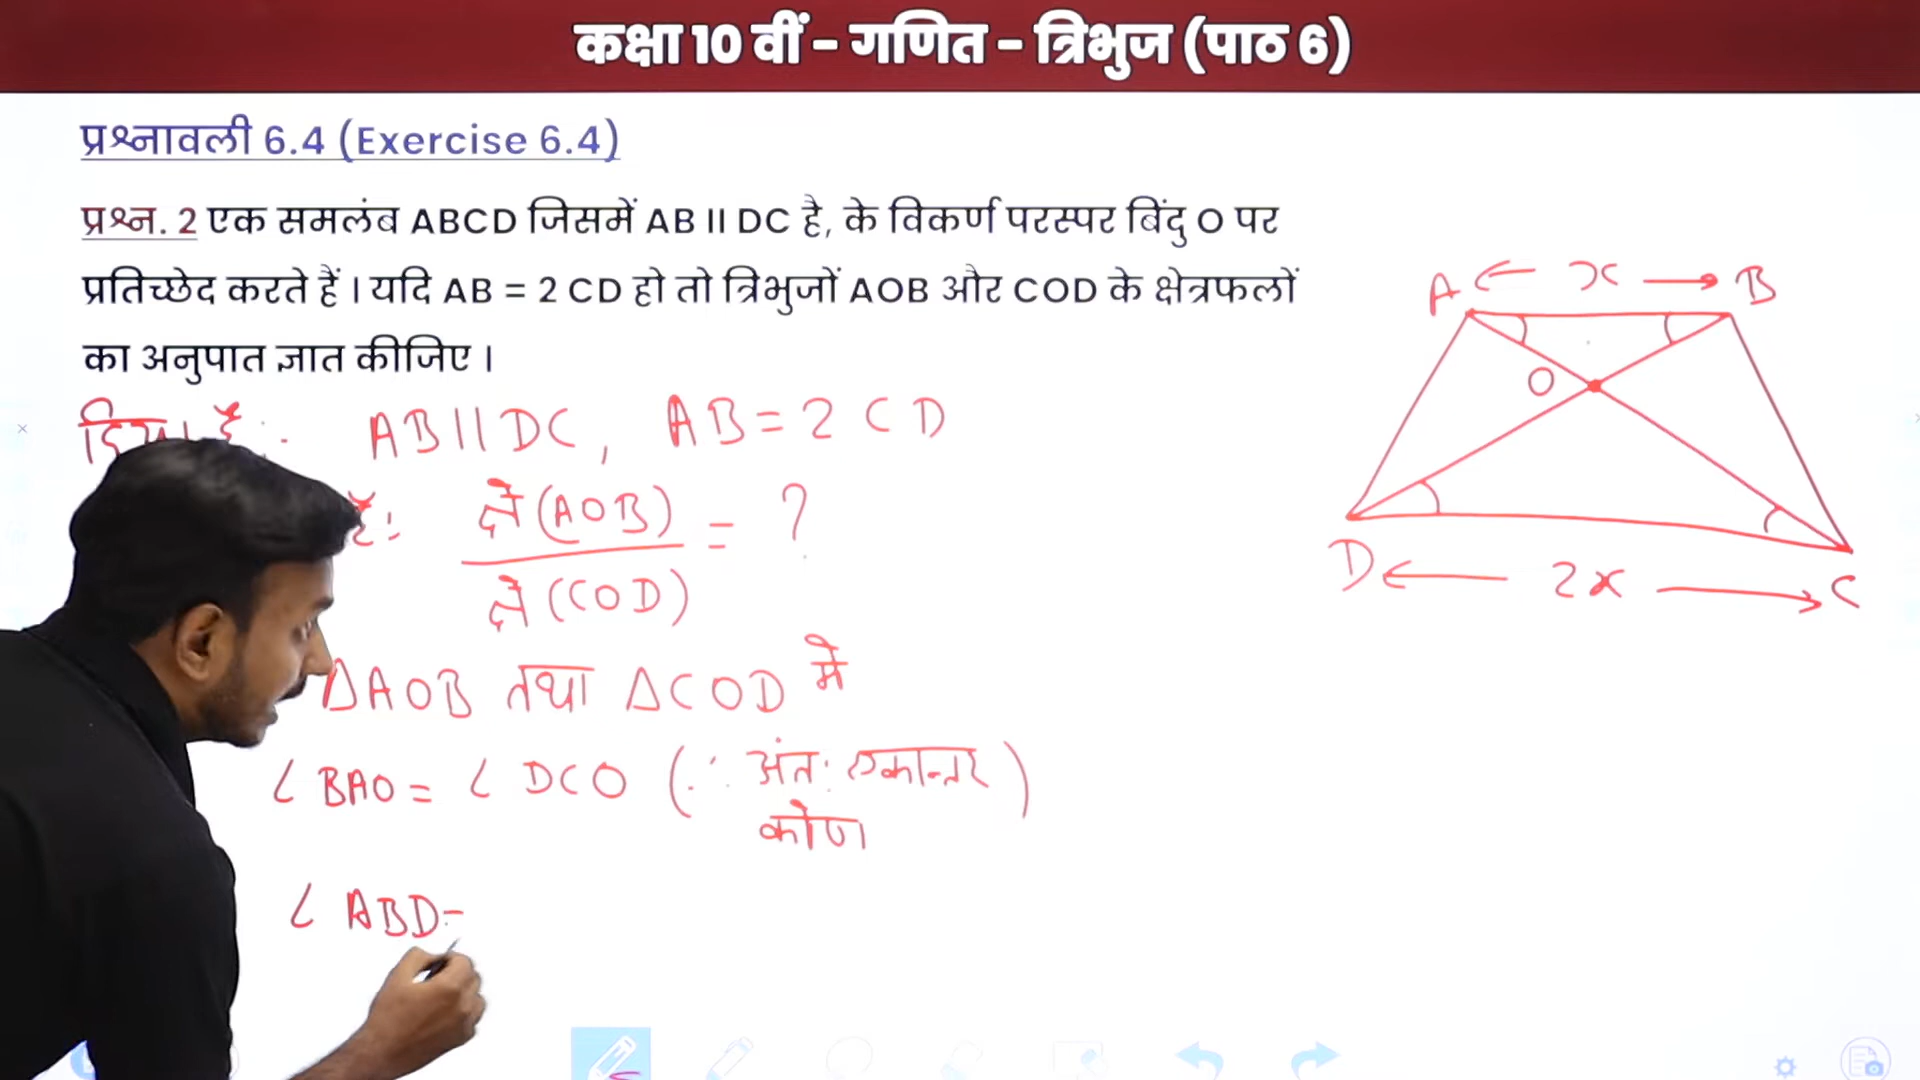 कक्षा 10 वीं - गणित - त्रिभुज (पाठ 6)
प्रश्नावली 6.4 (Exercise 6.4)
प्रश्न. 2 एक समलंब ABCD जिसमें AB || DC है, के विकर्ण परस्पर बिंदु O पर
प्रतिच्छेद करते हैं । यदि AB = 2 CD हो तो त्रिभुजों AOB और COD के क्षेत्रफलों
का अनुपात ज्ञात कीजिए ।
AB || DC, AB = 2 CD
क्षे (AOB) = ?
क्षे (COD)
ΔAOB तथा ΔCOD में
∠ BAO = ∠ DCO (∵ अंतः एकान्तर
कोण)
∠ ABD =
A ← x → B
O
D ← 2x → C